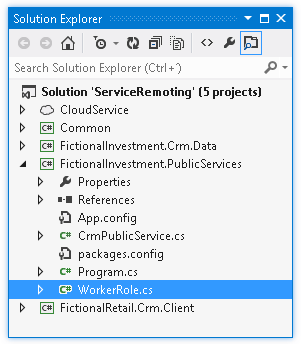 Solution Explorer
Search Solution Explorer (Ctrl+´)
Solution 'ServiceRemoting' (5 projects)
CloudService
C# Common
C# FictionalInvestment.Crm.Data
C# FictionalInvestment.PublicServices
Properties
References
App.config
C# CrmPublicService.cs
packages.config
C# Program.cs
C# WorkerRole.cs
C# FictionalRetail.Crm.Client